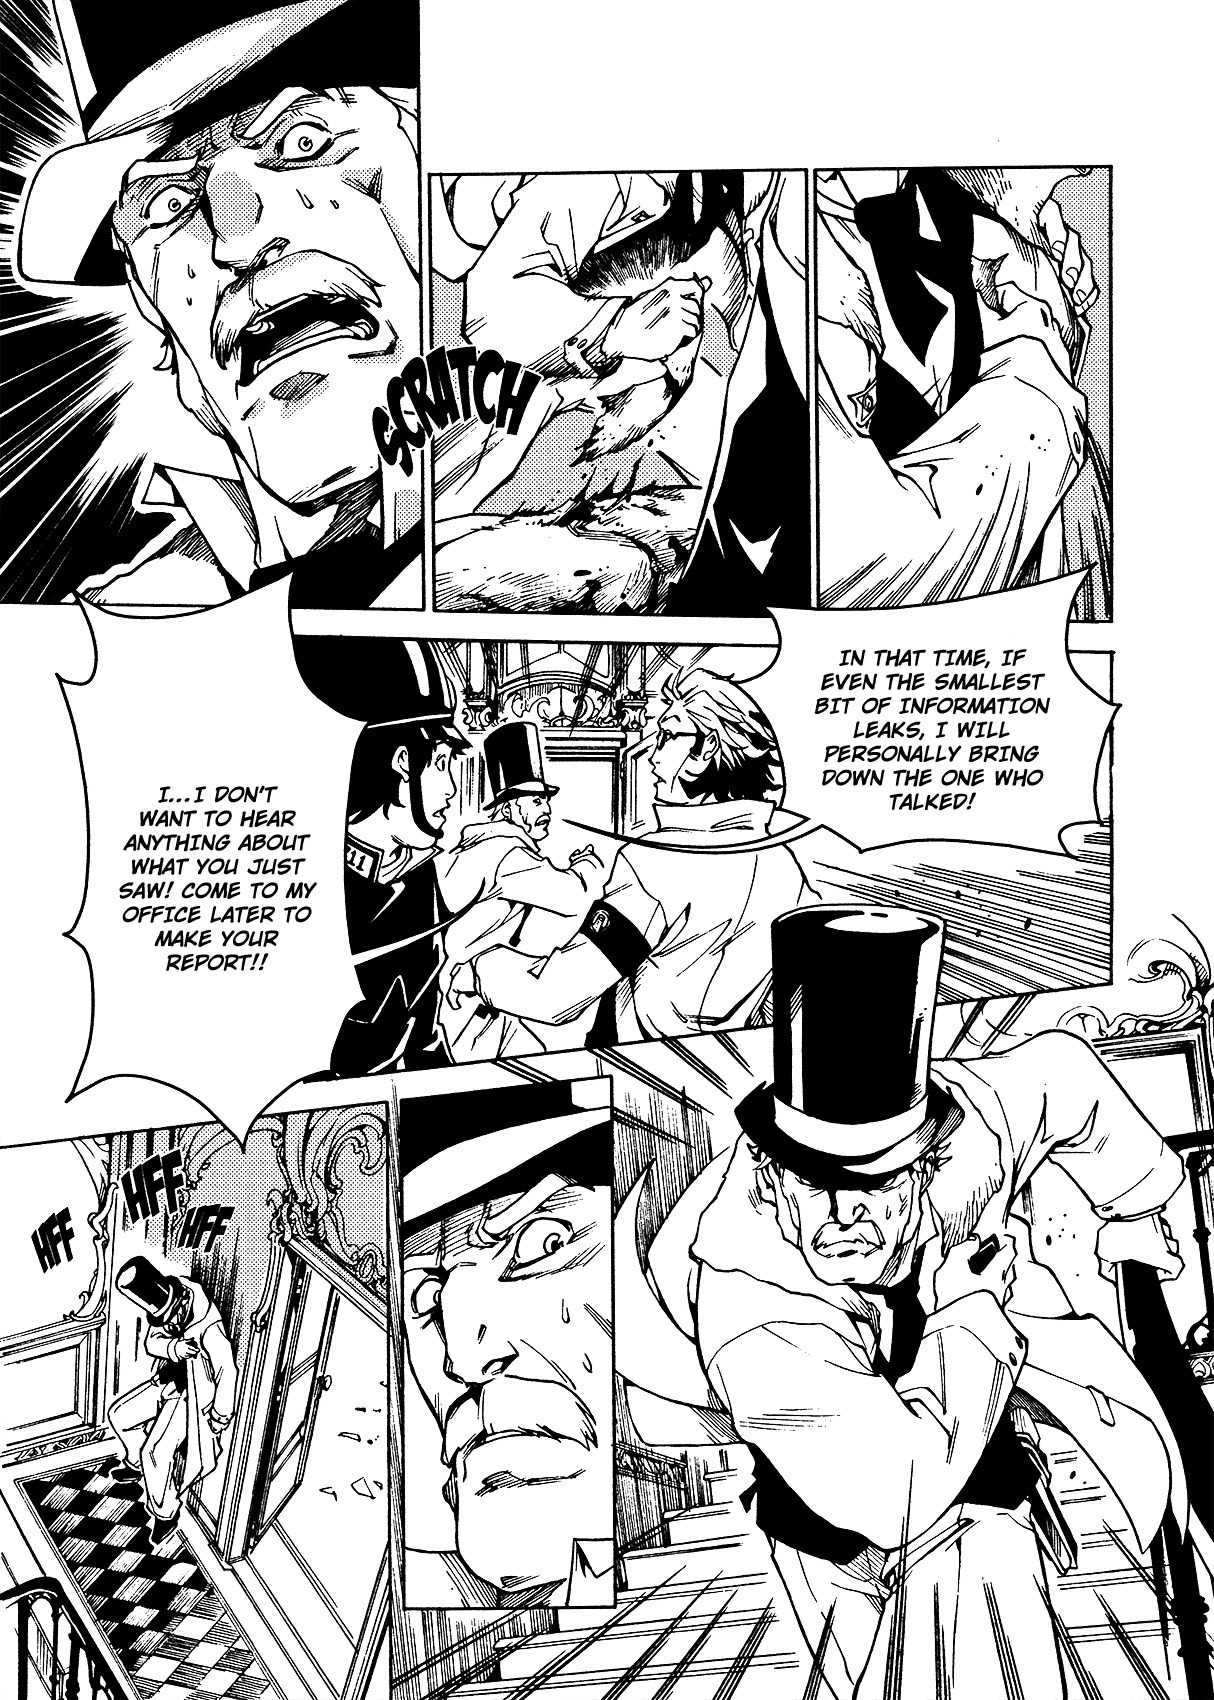 SCRATCH
IN THAT TIME, IF
EVEN THE SMALLEST
BIT OF INFORMATION
LEAKS, I WILL
PERSONALLY BRING
DOWN THE ONE WHO
TALKED!
I...I DON'T
WANT TO HEAR
ANYTHING ABOUT
WHAT YOU JUST
SAW! COME TO MY
OFFICE LATER TO
MAKE YOUR
REPORT!!
11
HFF
HFF
HFF